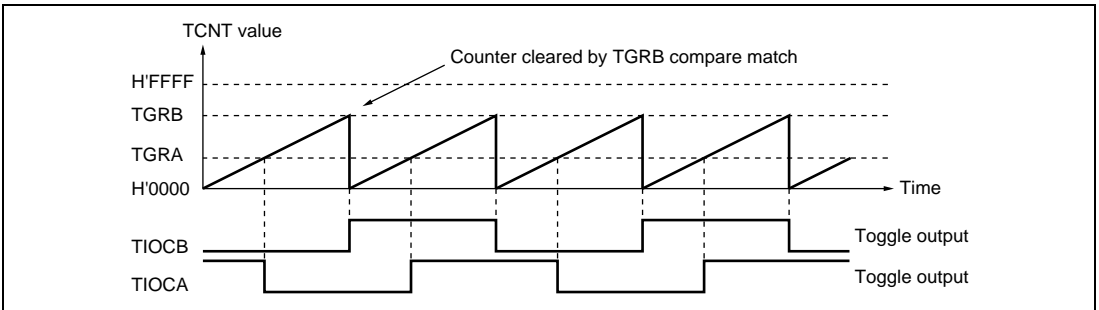 TCNT value
Counter cleared by TGRB compare match
H'FFFF
TGRB
TGRA
H'0000
Time
TIOCB
Toggle output
TIOCA
Toggle output